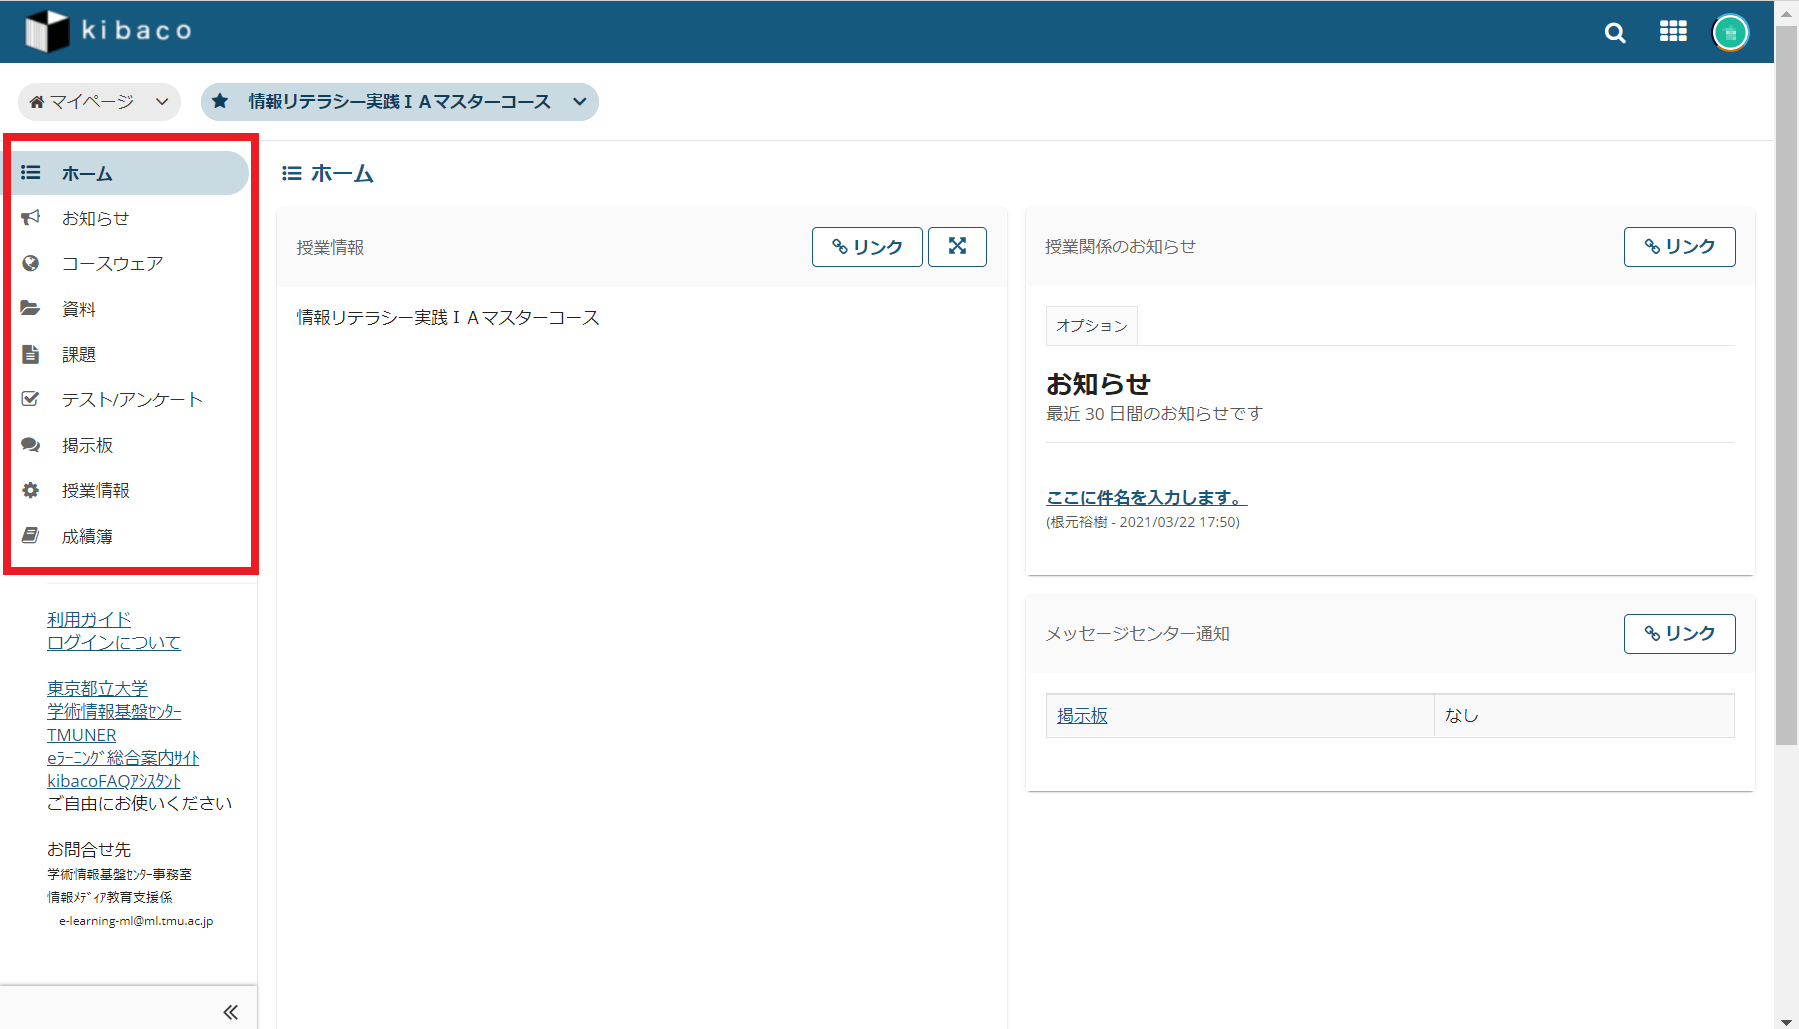 kibaco
マイページ
情報リテラシー実践ⅠAマスターコース
ホーム
お知らせ
コースウェア
資料
課題
テスト/アンケート
掲示板
授業情報
成績簿
利用ガイド
ログインについて
東京都立大学
学術情報基盤ｾﾝﾀｰ
TMUNER
eﾗｰﾆﾝｸﾞ総合案内ｻｲﾄ
kibacoFAQｱｼｽﾀﾝﾄ
ご自由にお使いください
お問合せ先
学術情報基盤ｾﾝﾀｰ事務室
情報ﾒﾃﾞｨｱ教育支援係
e-learning-ml@ml.tmu.ac.jp
ホーム
授業情報
リンク
情報リテラシー実践ⅠAマスターコース
授業関係のお知らせ
リンク
オプション
お知らせ
最近 30 日間のお知らせです
ここに件名を入力します。
(根元裕樹 - 2021/03/22 17:50)
メッセージセンター通知
リンク
掲示板 なし